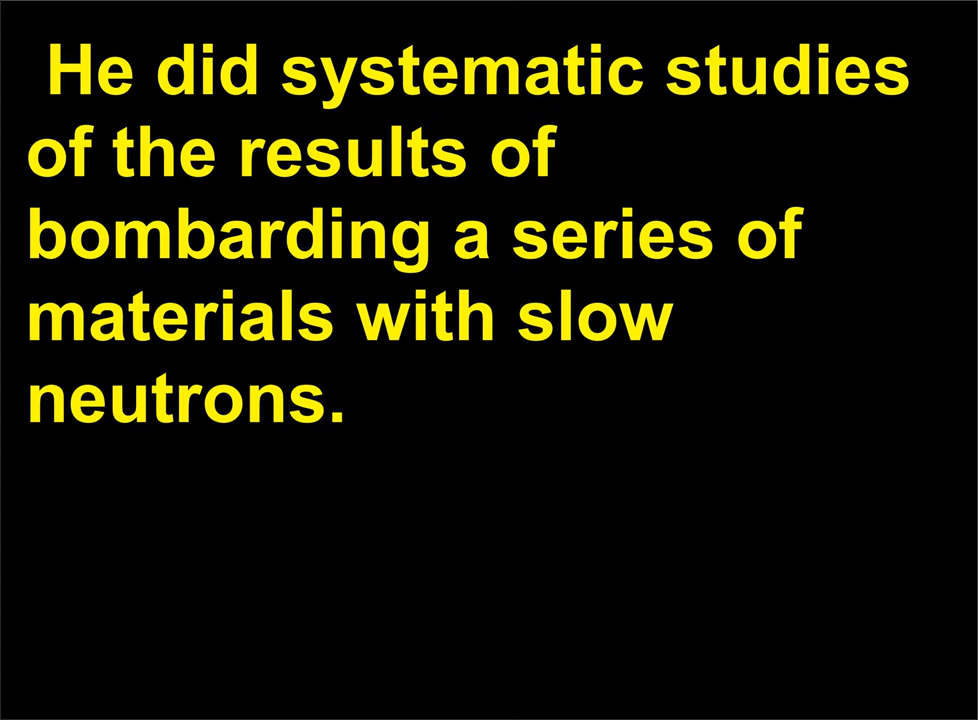 He did systematic studies
of the results of
bombarding a series of
materials with slow
neutrons.